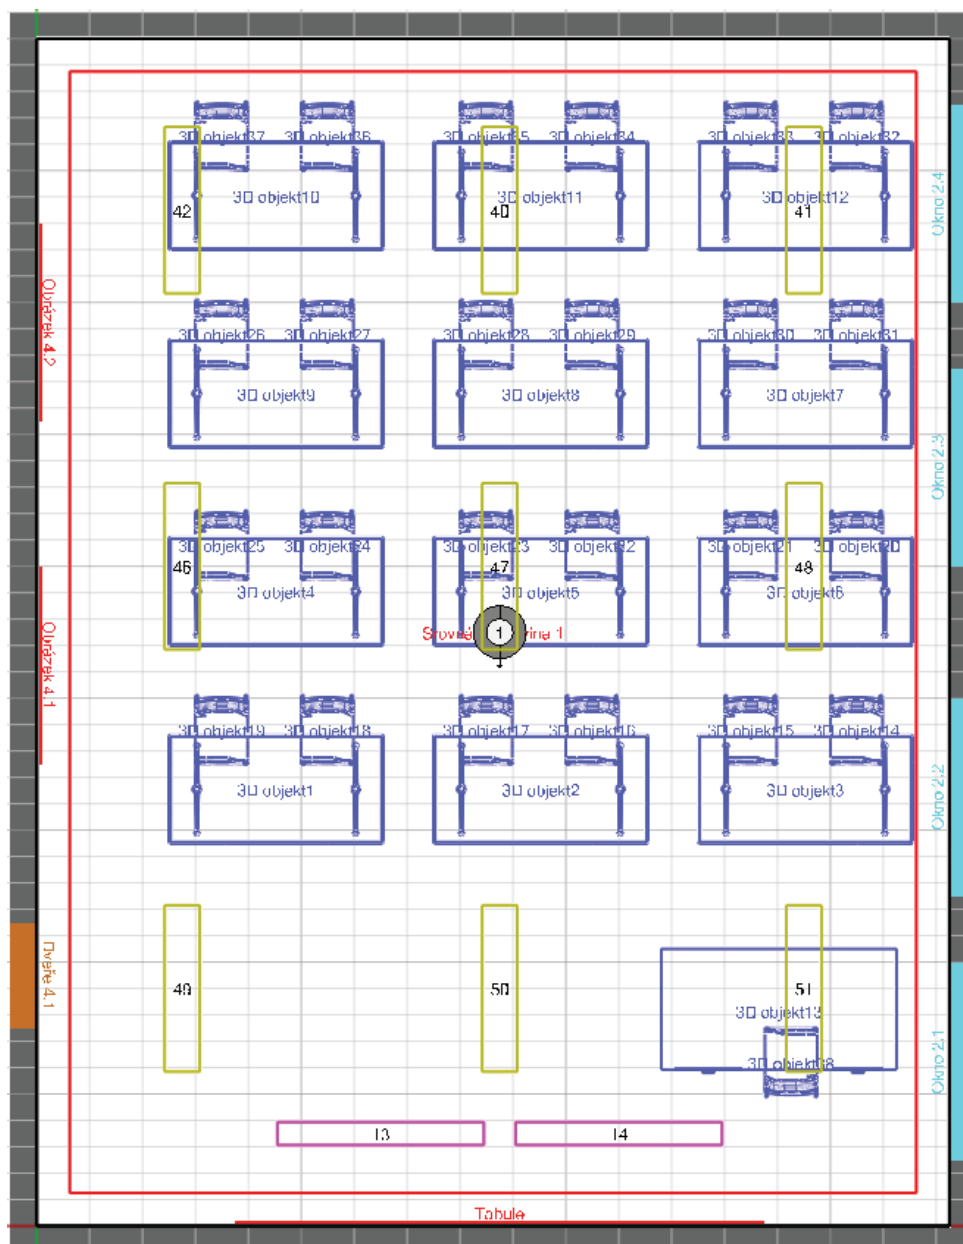 3D objekt37 3D objekt36 3D objekt35 3D objekt34 3D objekt33 3D objekt32
42 3D objekt10 40 3D objekt11 41 3D objekt12
Okno 2.4
Obrázek 4.2
3D objekt26 3D objekt27 3D objekt28 3D objekt29 3D objekt30 3D objekt31
3D objekt9 3D objekt8 3D objekt7
Okno 2.3
3D objekt25 3D objekt24 3D objekt23 3D objekt22 3D objekt21 3D objekt20
3D objekt4 47 3D objekt5 48 3D objekt6
1
Obrázek 4.1
3D objekt19 3D objekt18 3D objekt17 3D objekt16 3D objekt15 3D objekt14
3D objekt1 3D objekt2 3D objekt3
Okno 2.2
Dveře 4.1
49 50 51
3D objekt13
3D objekt38
Okno 2.1
13 14
Tabule